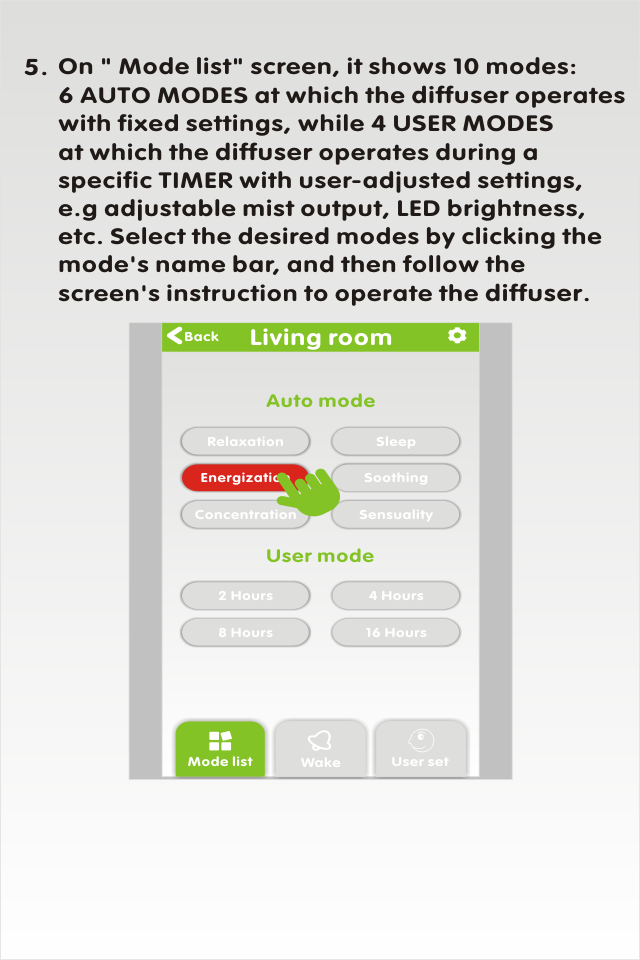 5. On " Mode list" screen, it shows 10 modes:
6 AUTO MODES at which the diffuser operates
with fixed settings, while 4 USER MODES
at which the diffuser operates during a
specific TIMER with user-adjusted settings,
e.g adjustable mist output, LED brightness,
etc. Select the desired modes by clicking the
mode's name bar, and then follow the
screen's instruction to operate the diffuser.
Back Living room
Auto mode
Relaxation Sleep
Energization Soothing
Concentration Sensuality
User mode
2 Hours 4 Hours
8 Hours 16 Hours
Mode list Wake User set